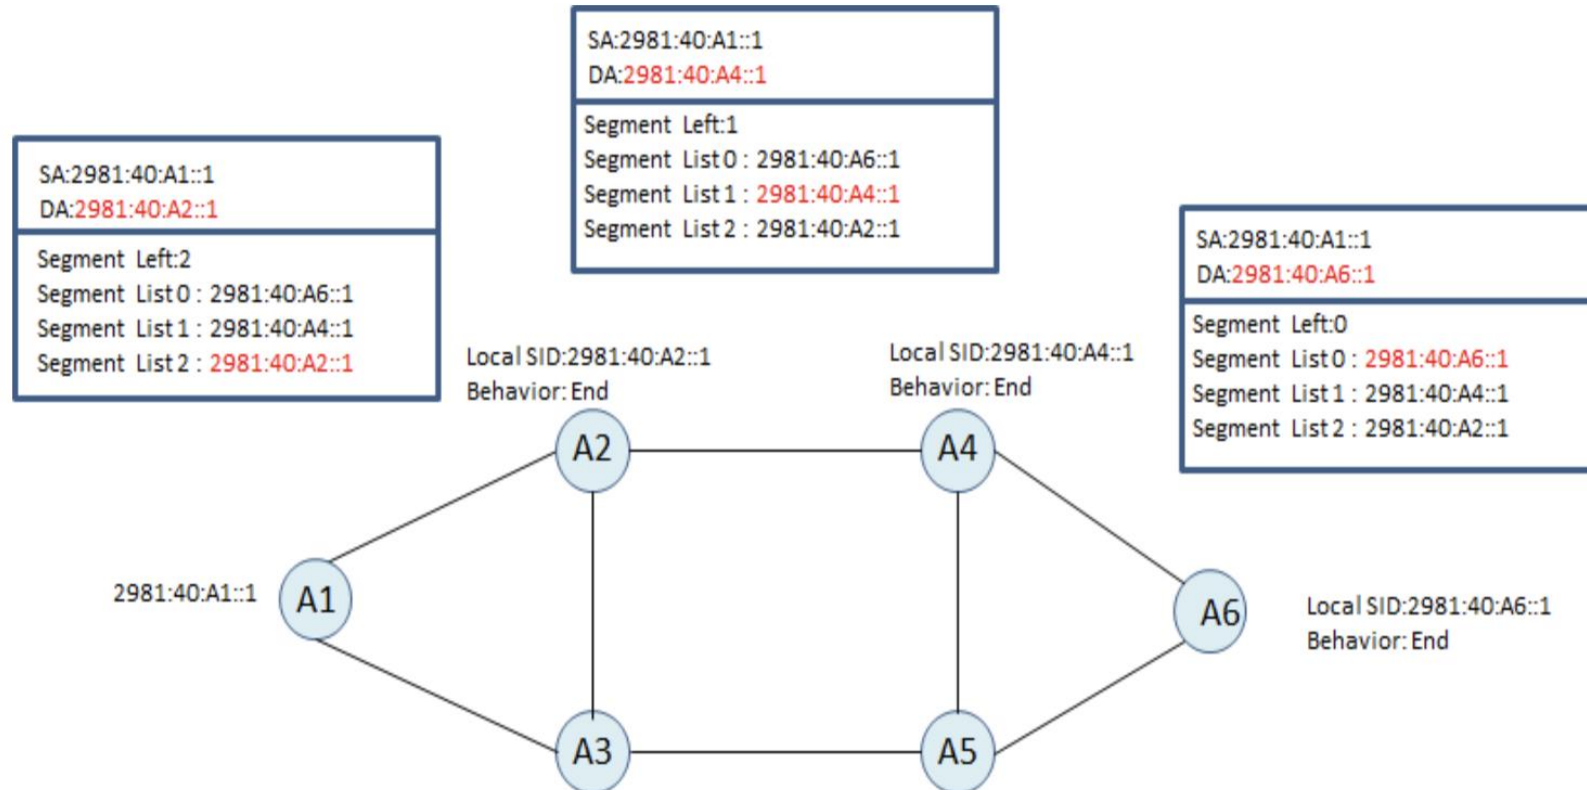 SA:2981:40:A1::1
DA:2981:40:A4::1
Segment Left:1
Segment List 0 : 2981:40:A6::1
Segment List 1 : 2981:40:A4::1
Segment List 2 : 2981:40:A2::1
SA:2981:40:A1::1
DA:2981:40:A2::1
Segment Left:2
Segment List 0 : 2981:40:A6::1
Segment List 1 : 2981:40:A4::1
Segment List 2 : 2981:40:A2::1
SA:2981:40:A1::1
DA:2981:40:A6::1
Segment Left:0
Segment List 0 : 2981:40:A6::1
Segment List 1 : 2981:40:A4::1
Segment List 2 : 2981:40:A2::1
Local SID:2981:40:A2::1
Behavior: End
Local SID:2981:40:A4::1
Behavior: End
A2
A4
2981:40:A1::1
A1
A6
Local SID:2981:40:A6::1
Behavior: End
A3
A5